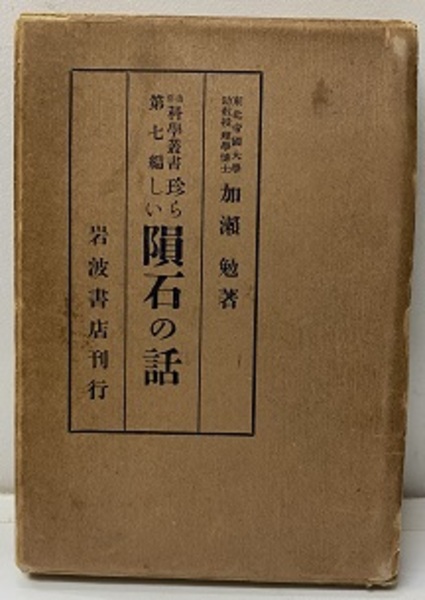 東北帝國大學
助教授 理學博士
加瀬 勉著
通俗
科學叢書
第七編
珍らしい
隕石の話
岩波書店刊行